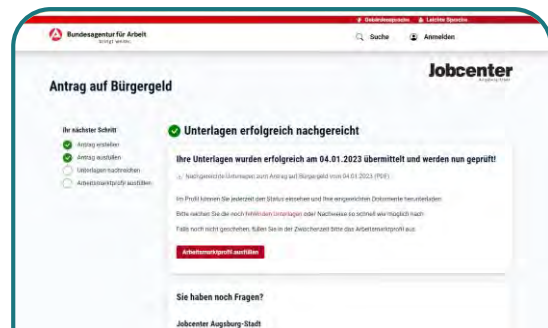 Gebärdensprache Leichte Sprache
Bundesagentur für Arbeit
bringt weiter.
Suche Anmelden
Jobcenter
Augsburg-Stadt
Antrag auf Bürgergeld
Ihr nächster Schritt
Antrag erstellen
Antrag ausfüllen
Unterlagen nachreichen
Arbeitsmarktprofil ausfüllen
Unterlagen erfolgreich nachgereicht
Ihre Unterlagen wurden erfolgreich am 04.01.2023 übermittelt und werden nun geprüft!
Nachgereichte Unterlagen zum Antrag auf Bürgergeld vom 04.01.2023 (PDF)
Im Profil können Sie jederzeit den Status einsehen und Ihre eingereichten Dokumente herunterladen.
Bitte reichen Sie die noch fehlenden Unterlagen oder Nachweise so schnell wie möglich nach.
Falls noch nicht geschehen, füllen Sie in der Zwischenzeit bitte das Arbeitsmarktprofil aus.
Arbeitsmarktprofil ausfüllen
Sie haben noch Fragen?
Jobcenter Augsburg-Stadt